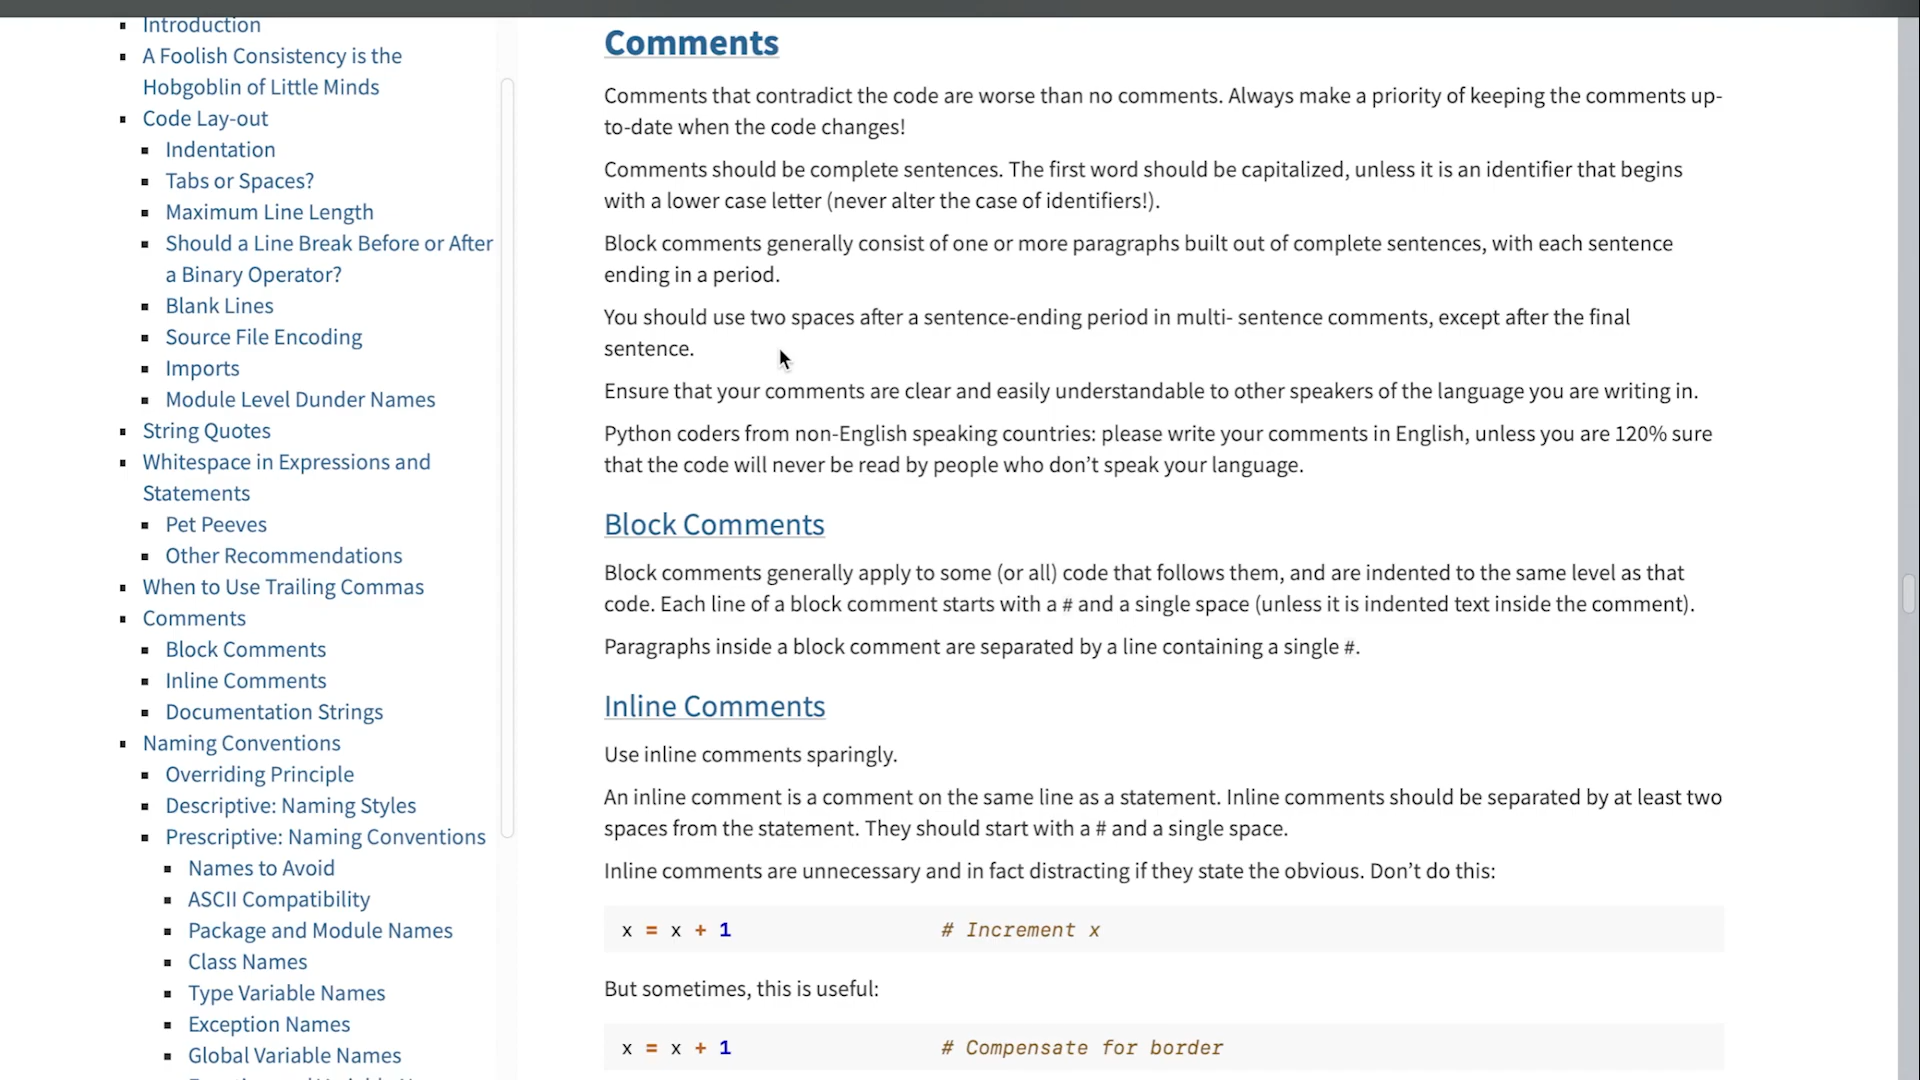 Introduction
A Foolish Consistency is the
Hobgoblin of Little Minds
Code Lay-out
Indentation
Tabs or Spaces?
Maximum Line Length
Should a Line Break Before or After
a Binary Operator?
Blank Lines
Source File Encoding
Imports
Module Level Dunder Names
String Quotes
Whitespace in Expressions and
Statements
Pet Peeves
Other Recommendations
When to Use Trailing Commas
Comments
Block Comments
Inline Comments
Documentation Strings
Naming Conventions
Overriding Principle
Descriptive: Naming Styles
Prescriptive: Naming Conventions
Names to Avoid
ASCII Compatibility
Package and Module Names
Class Names
Type Variable Names
Exception Names
Global Variable Names
Comments
Comments that contradict the code are worse than no comments. Always make a priority of keeping the comments up-
to-date when the code changes!
Comments should be complete sentences. The first word should be capitalized, unless it is an identifier that begins
with a lower case letter (never alter the case of identifiers!).
Block comments generally consist of one or more paragraphs built out of complete sentences, with each sentence
ending in a period.
You should use two spaces after a sentence-ending period in multi- sentence comments, except after the final
sentence.
Ensure that your comments are clear and easily understandable to other speakers of the language you are writing in.
Python coders from non-English speaking countries: please write your comments in English, unless you are 120% sure
that the code will never be read by people who don’t speak your language.
Block Comments
Block comments generally apply to some (or all) code that follows them, and are indented to the same level as that
code. Each line of a block comment starts with a # and a single space (unless it is indented text inside the comment).
Paragraphs inside a block comment are separated by a line containing a single #.
Inline Comments
Use inline comments sparingly.
An inline comment is a comment on the same line as a statement. Inline comments should be separated by at least two
spaces from the statement. They should start with a # and a single space.
Inline comments are unnecessary and in fact distracting if they state the obvious. Don’t do this:
x = x + 1                 # Increment x
But sometimes, this is useful:
x = x + 1                 # Compensate for border